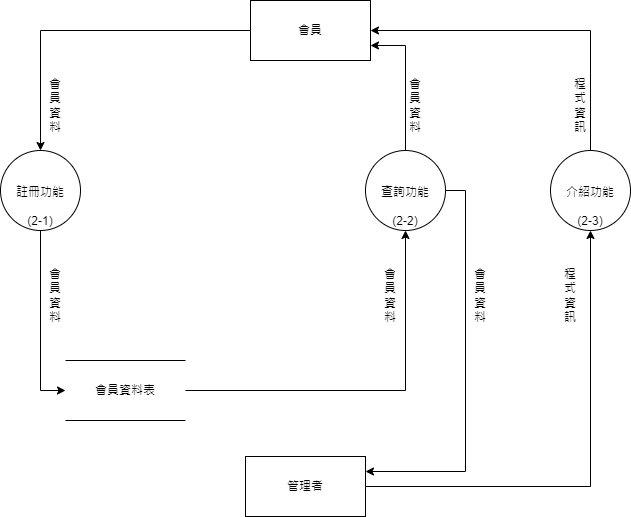 會員
會員資料
會員資料
程式資訊
註冊功能
(2-1)
查詢功能
(2-2)
介紹功能
(2-3)
會員資料
會員資料
會員資料
程式資訊
會員資料表
管理者